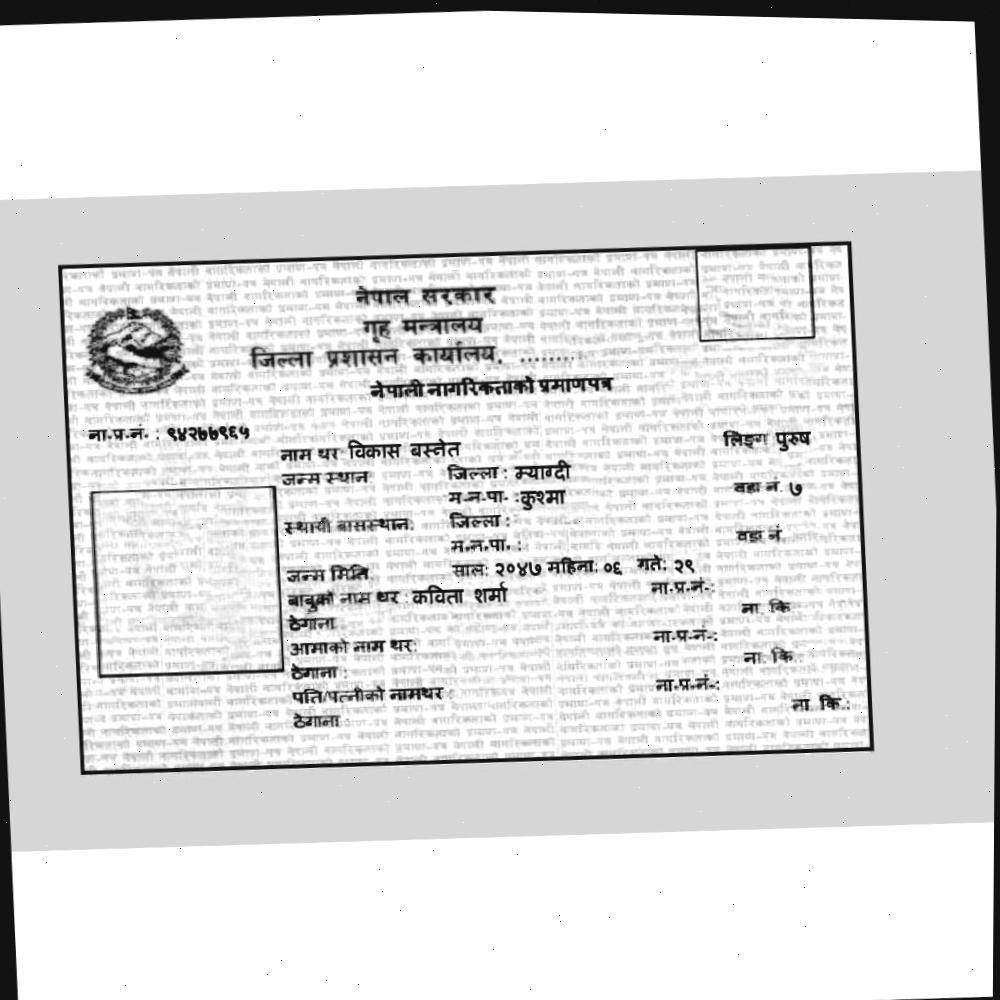 नेपाल सरकार
गृह मन्त्रालय
जिल्ला प्रशासन कार्यालय, ........
नेपाली नागरिकताको प्रमाणपत्र
ना.प्र.नं. : ९४२७७९६५
लिङ्ग पुरुष
नाम थर विकास बस्नेत
जन्म स्थान जिल्ला : म्याग्दी
म.न.पा. : कुश्मा वडा नं. ७
स्थायी बासस्थान: जिल्ला :
म.न.पा. : वडा नं.
जन्म मिति साल: २०४७ महिना: ०६ गते: २९
बाबुको नाम थर : कविता शर्मा ना.प्र.नं.:
ठेगाना : ना. कि
आमाको नाम थर: ना.प्र.नं.:
ठेगाना : ना. कि.:
पति/पत्नीको नामथर : ना.प्र.नं.:
ठेगाना : ना. कि.: